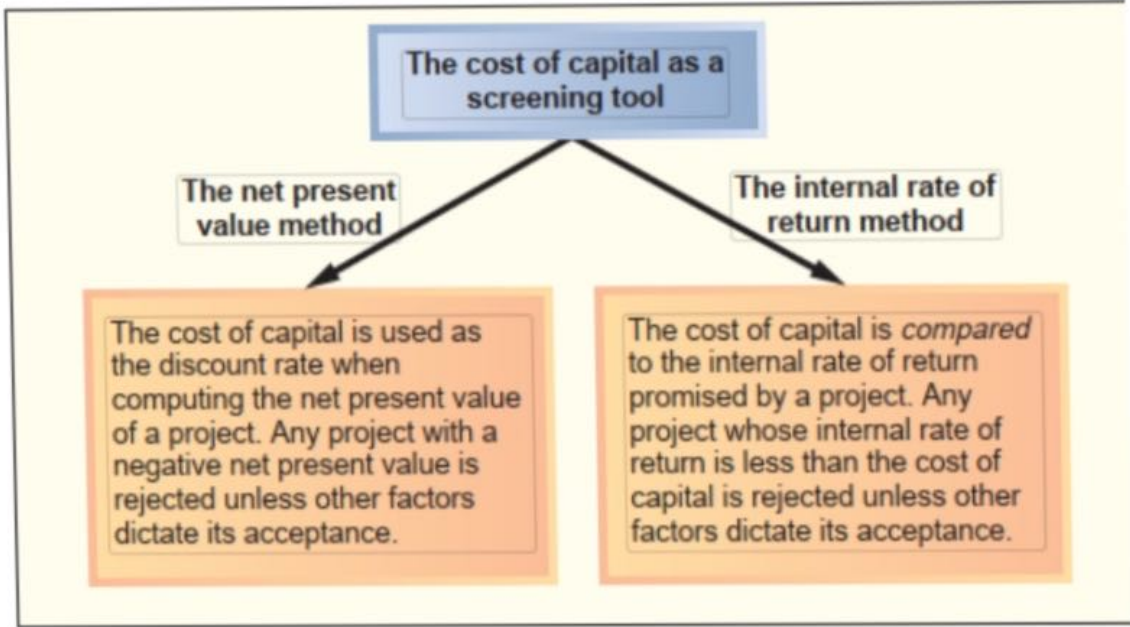 The cost of capital as a
screening tool
The net present
value method
The internal rate of
return method
The cost of capital is used as
the discount rate when
computing the net present value
of a project. Any project with a
negative net present value is
rejected unless other factors
dictate its acceptance.
The cost of capital is compared
to the internal rate of return
promised by a project. Any
project whose internal rate of
return is less than the cost of
capital is rejected unless other
factors dictate its acceptance.